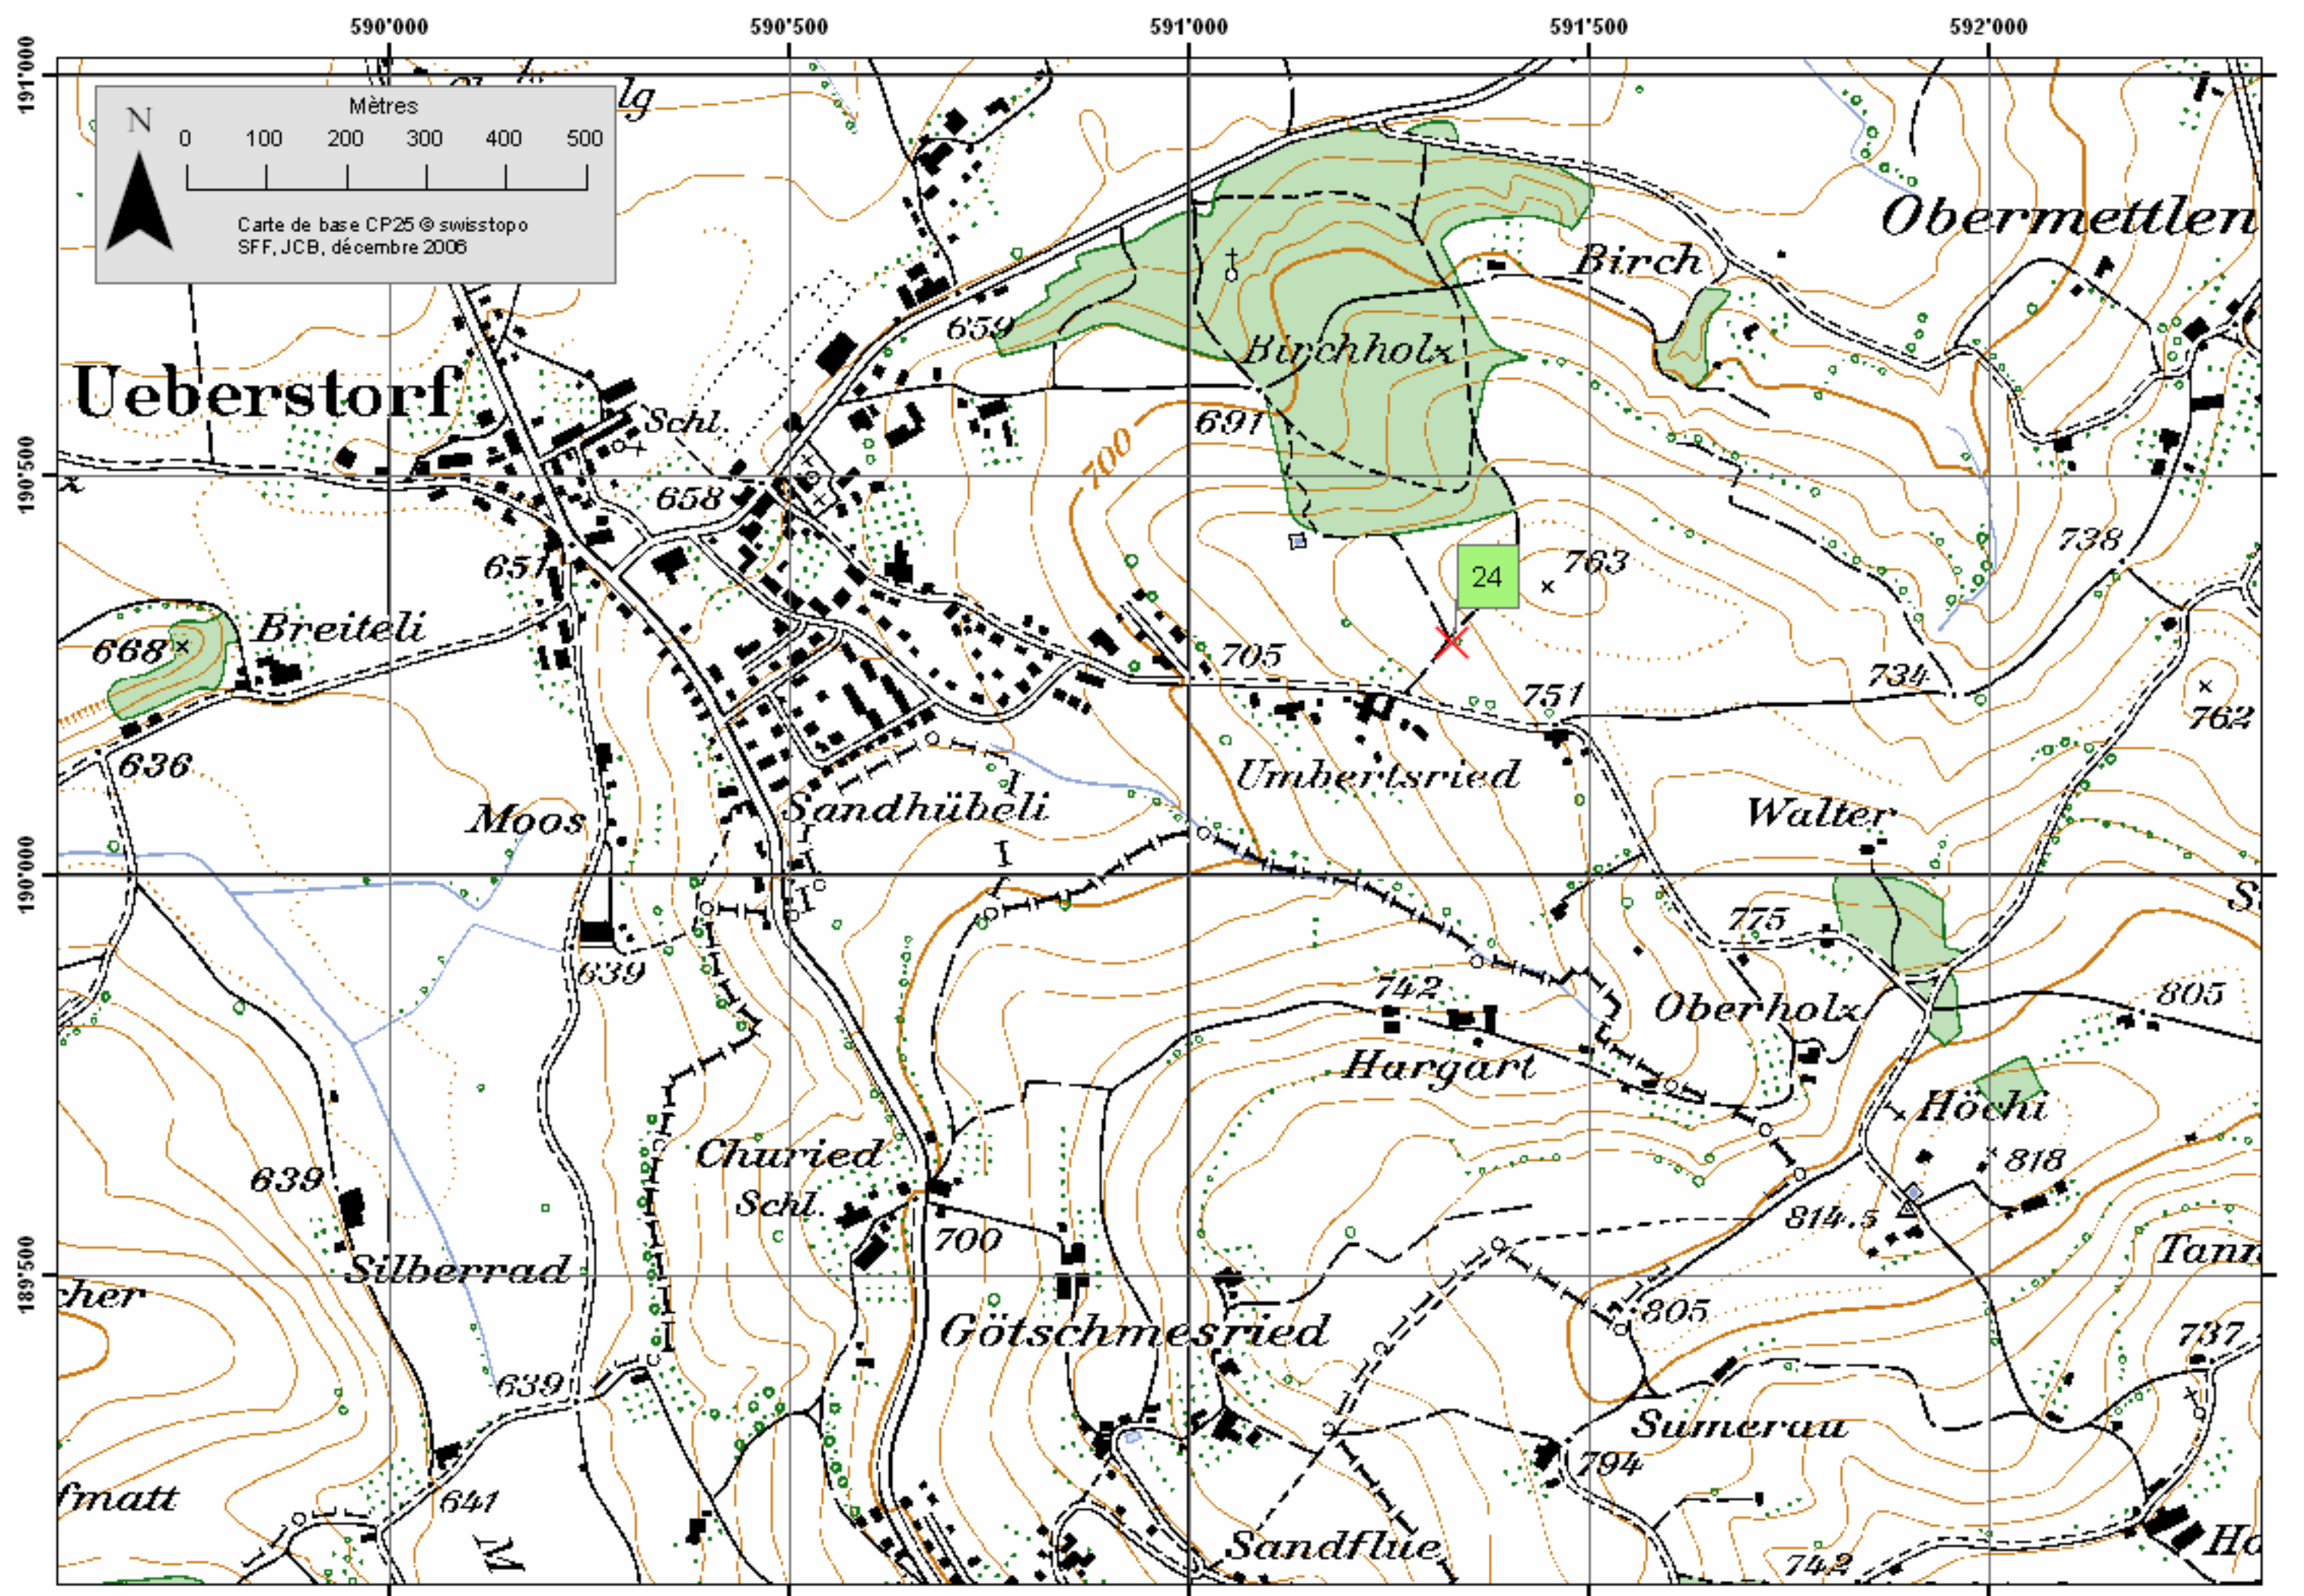 590'000
590'500
591'000
591'500
592'000
191'000
lg
N
Mètres
0 100 200 300 400 500
Carte de base CP25 © swisstopo
SFF, JCB, décembre 2006
Obermettlen
Birch
659
Birchholz
Ueberstorf
Schl.
691
700
190'500
x
658
651
763
738
24
Breiteli
668
705
751
734
762
636
Umbertsried
Moos
Sandhübeli
Walter
190'000
S
775
639
742
Oberholz
805
Hargart
Höchi
Churied
818
639
Schl.
814.5
700
Tann
Silberrad
189'500
cher
805
Götschmesried
737
639
Sumerau
794
fmatt
641
M
Sandflüe
742
Ho